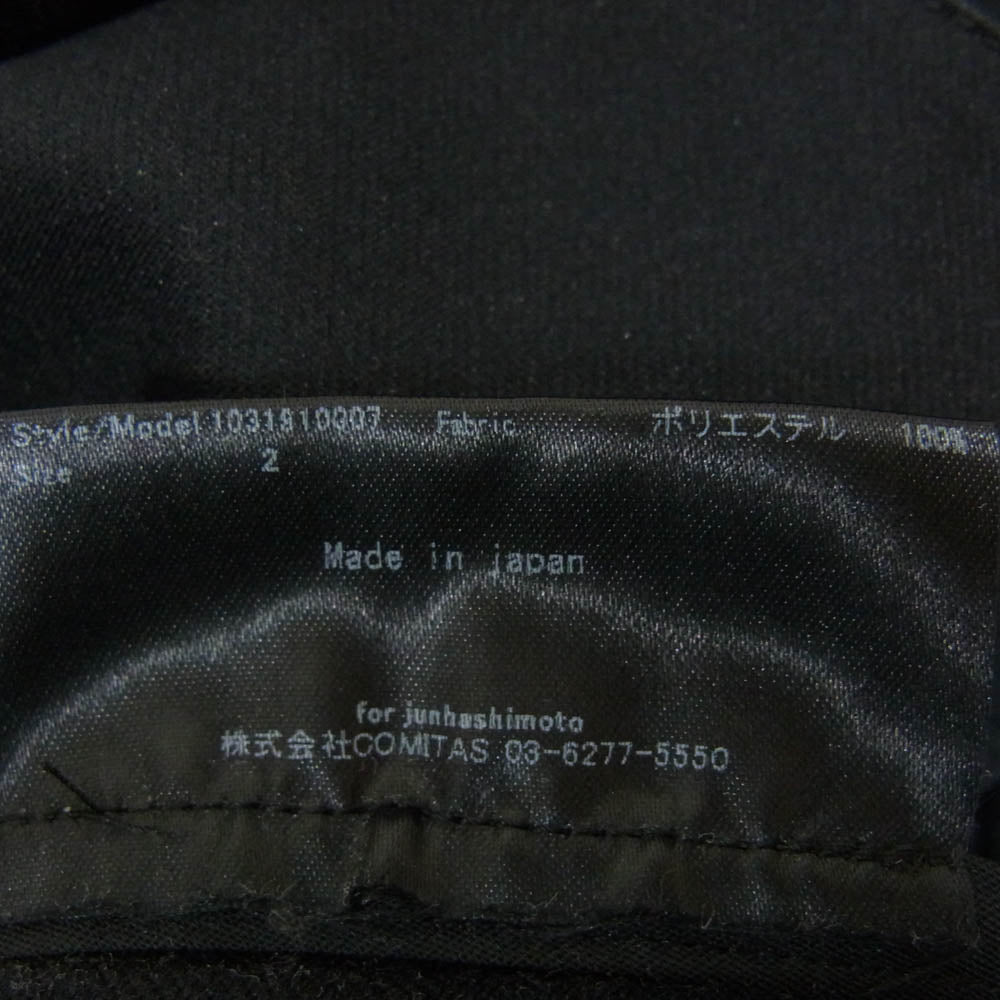 Style/Model 1031810007 Fabric ポリエステル 100%
Size 2
Made in japan
for junhashimoto
株式会社COMITAS 03-6277-5550